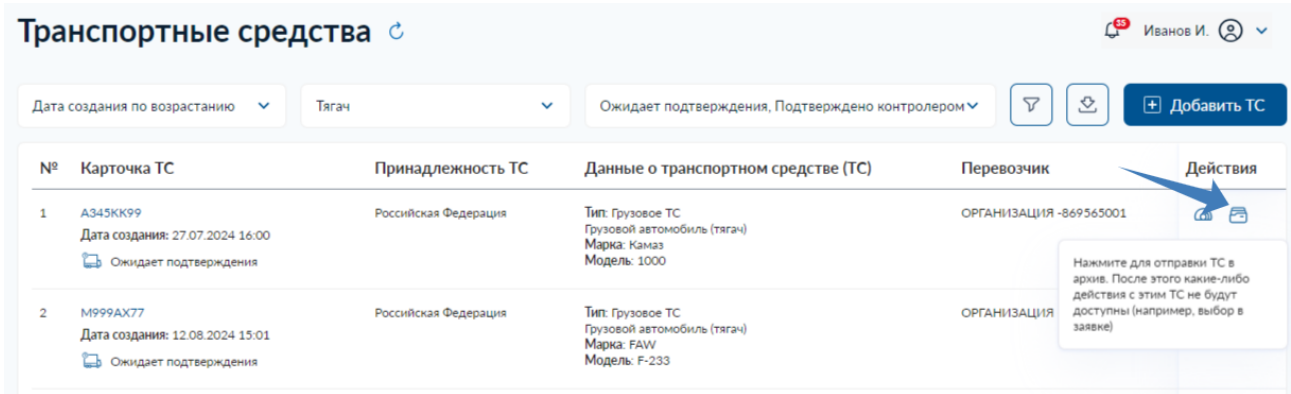 Транспортные средства
35
Иванов И.
Дата создания по возрастанию
Тягач
Ожидает подтверждения, Подтверждено контролером
Добавить ТС
№ Карточка ТС Принадлежность ТС Данные о транспортном средстве (ТС) Перевозчик Действия
1 А345КК99 Российская Федерация Тип: Грузовое ТС ОРГАНИЗАЦИЯ -869565001
Дата создания: 27.07.2024 16:00 Грузовой автомобиль (тягач)
Марка: Камаз
Ожидает подтверждения Модель: 1000
Нажмите для отправки ТС в
архив. После этого какие-либо
действия с этим ТС не будут
доступны (например, выбор в
заявке)
2 М999АХ77 Российская Федерация Тип: Грузовое ТС ОРГАНИЗАЦИЯ
Дата создания: 12.08.2024 15:01 Грузовой автомобиль (тягач)
Марка: FAW
Ожидает подтверждения Модель: F-233